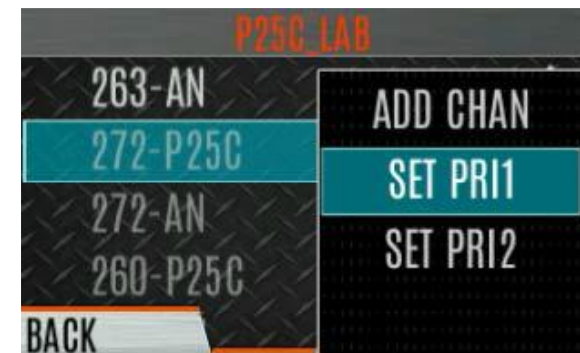 P25C_LAB
263-AN
272-P25C
272-AN
260-P25C
ADD CHAN
SET PRI1
SET PRI2
BACK